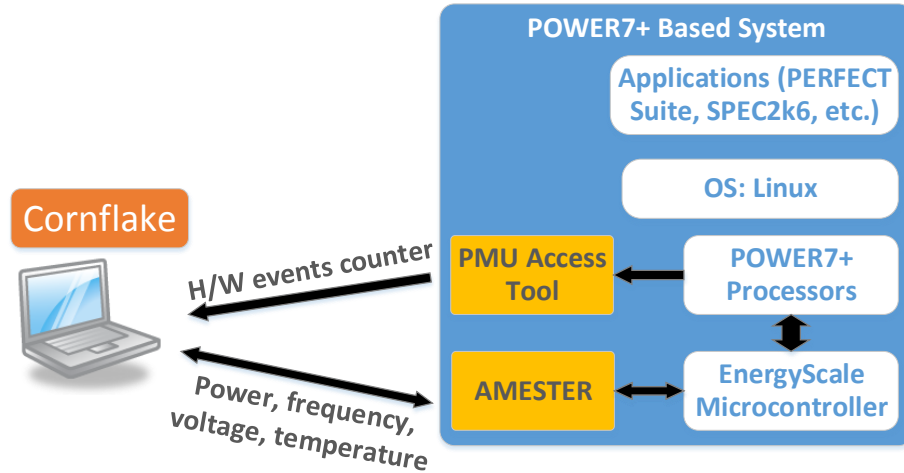 POWER7+ Based System
Applications (PERFECT
Suite, SPEC2k6, etc.)
OS: Linux
Cornflake
H/W events counter
PMU Access
Tool
POWER7+
Processors
Power, frequency,
voltage, temperature
AMESTER
EnergyScale
Microcontroller